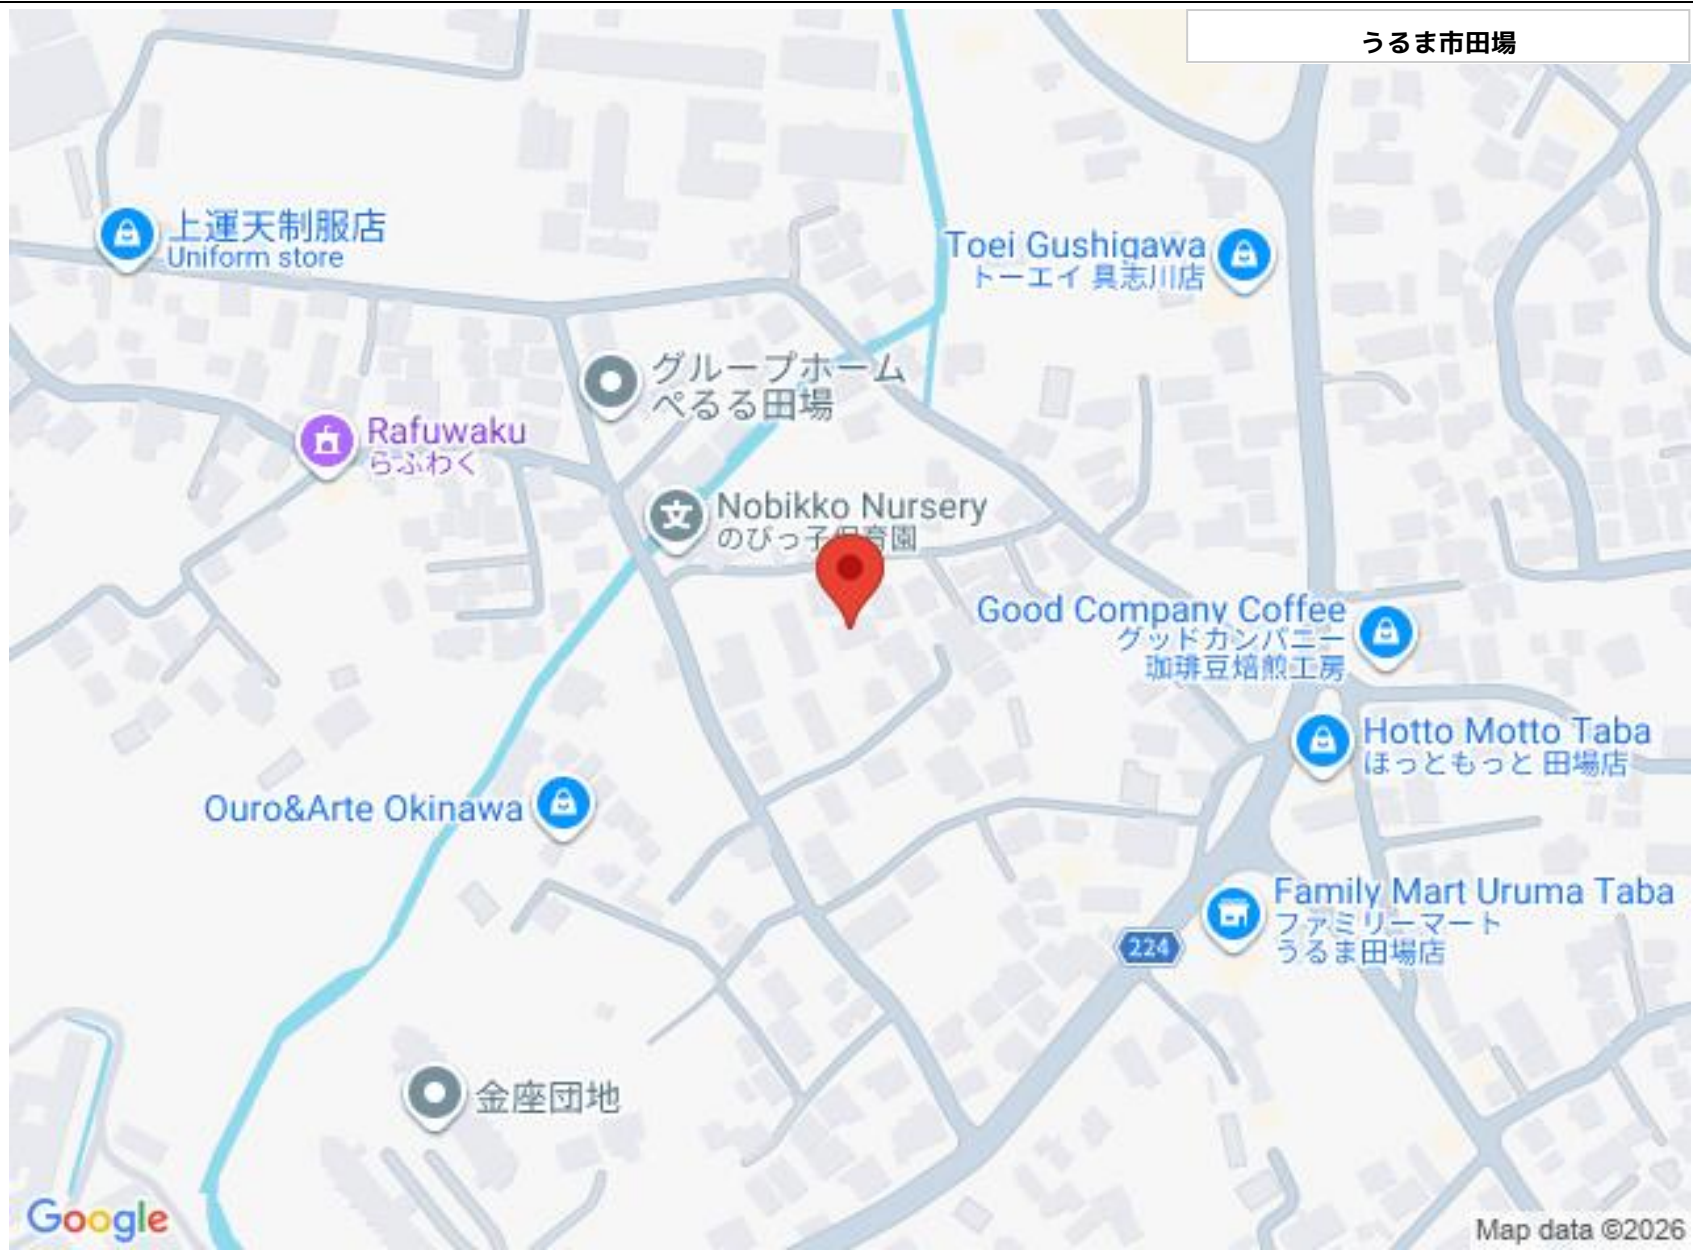 うるま市田場
上運天制服店
Uniform store
Toei Gushigawa
トーエイ 具志川店
グループホーム
ぺるる田場
Rafuwaku
らふわく
Nobikko Nursery
のびっ子保育園
Good Company Coffee
グッドカンパニー
珈琲豆焙煎工房
Hotto Motto Taba
ほっともっと 田場店
Ouro&Arte Okinawa
Family Mart Uruma Taba
ファミリーマート
うるま田場店
224
金座団地
Google
Map data ©2026